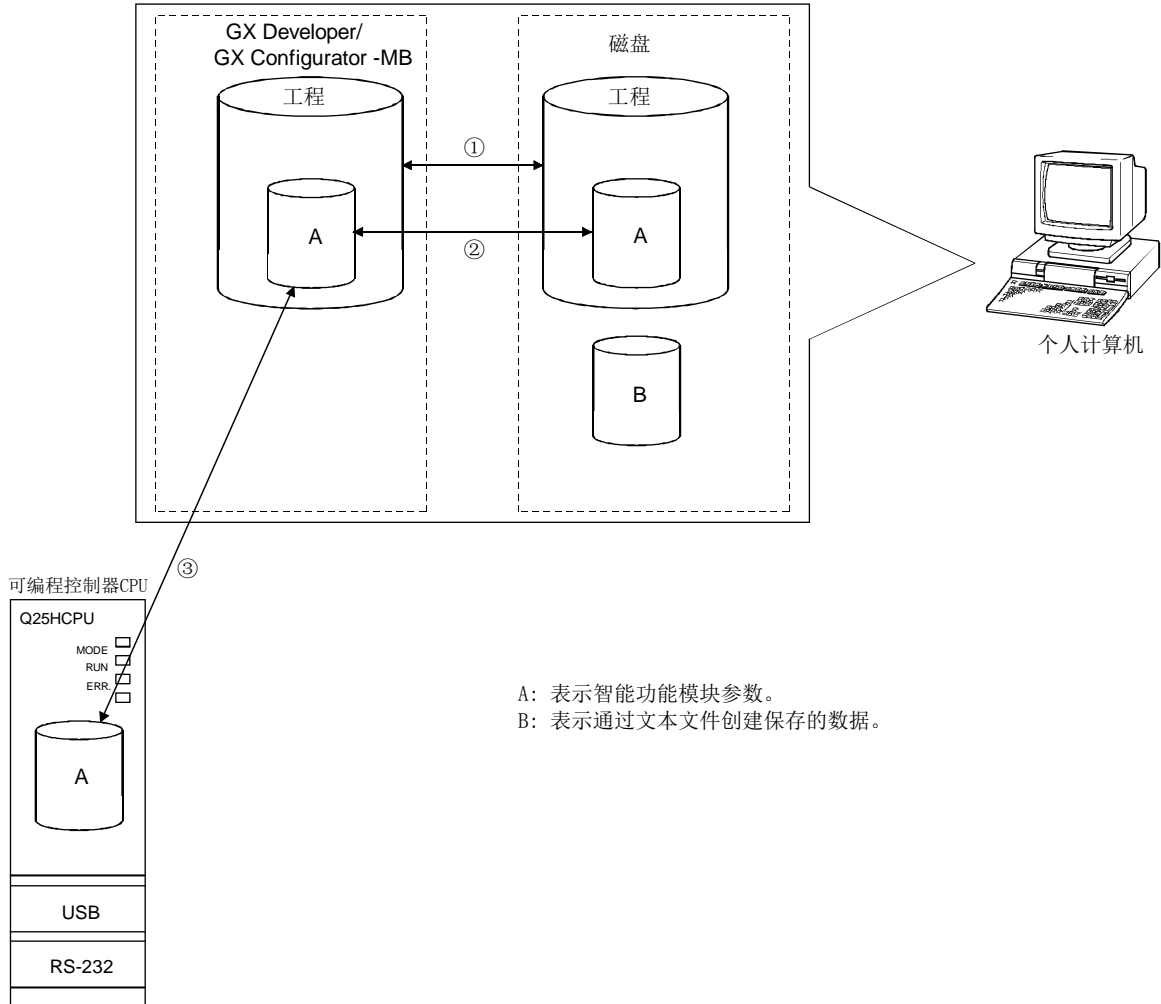 GX Developer/
GX Configurator -MB
磁盘
工程
工程
①
A
②
A
B
个人计算机
③
可编程控制器CPU
Q25HCPU
MODE
RUN
ERR.
A
USB
RS-232
A: 表示智能功能模块参数。
B: 表示通过文本文件创建保存的数据。